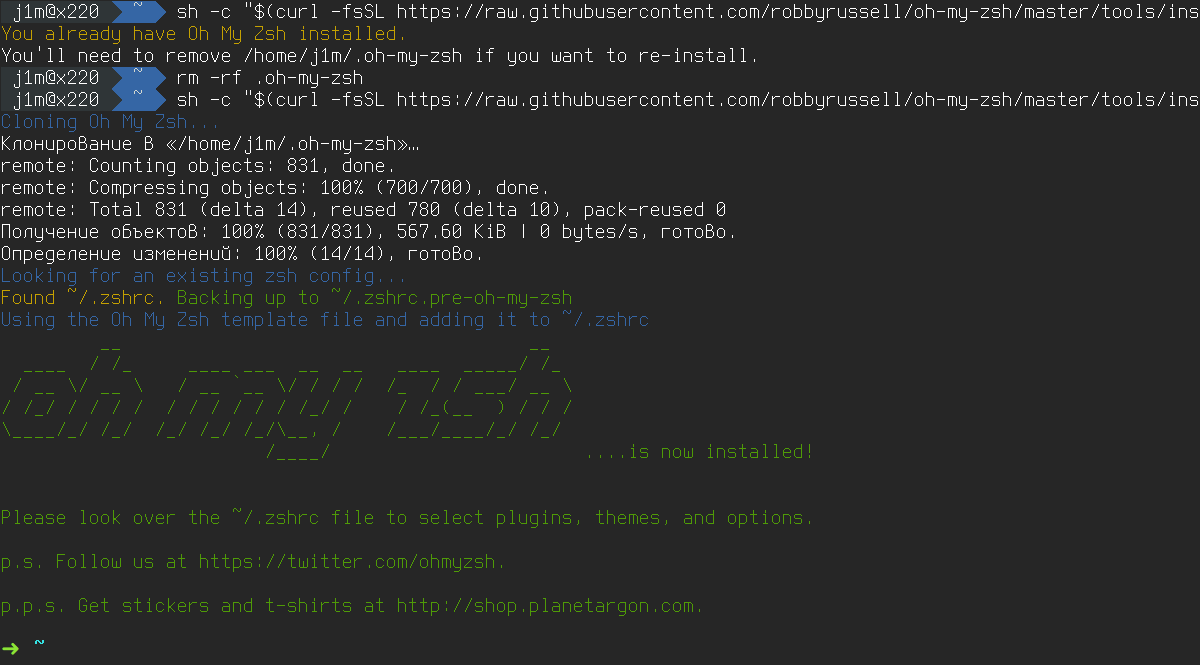 j1m@x220 ~ sh -c "$(curl -fsSL https://raw.githubusercontent.com/robbyrussell/oh-my-zsh/master/tools/ins
You already have Oh My Zsh installed.
You'll need to remove /home/j1m/.oh-my-zsh if you want to re-install.
j1m@x220 ~ rm -rf .oh-my-zsh
j1m@x220 ~ sh -c "$(curl -fsSL https://raw.githubusercontent.com/robbyrussell/oh-my-zsh/master/tools/ins
Cloning Oh My Zsh...
Клонирование в «/home/j1m/.oh-my-zsh»…
remote: Counting objects: 831, done.
remote: Compressing objects: 100% (700/700), done.
remote: Total 831 (delta 14), reused 780 (delta 10), pack-reused 0
Получение объектов: 100% (831/831), 567.60 KiB | 0 bytes/s, готово.
Определение изменений: 100% (14/14), готово.
Looking for an existing zsh config...
Found ~/.zshrc. Backing up to ~/.zshrc.pre-oh-my-zsh
Using the Oh My Zsh template file and adding it to ~/.zshrc
oh my zsh
....is now installed!
Please look over the ~/.zshrc file to select plugins, themes, and options.
p.s. Follow us at https://twitter.com/ohmyzsh.
p.p.s. Get stickers and t-shirts at http://shop.planetargon.com.
➜ ~